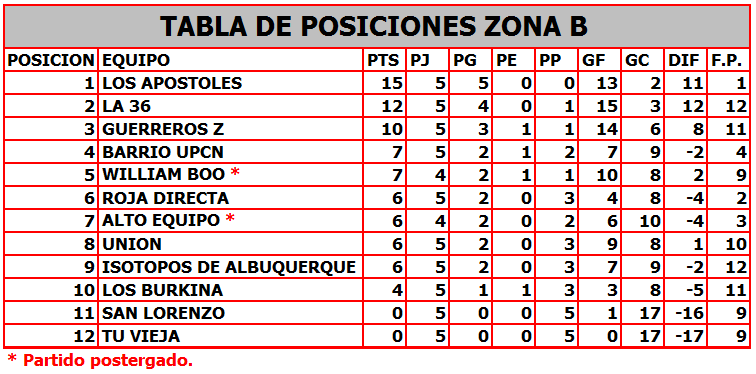 TABLA DE POSICIONES ZONA B
POSICION EQUIPO PTS PJ PG PE PP GF GC DIF F.P.
1 LOS APOSTOLES 15 5 5 0 0 13 2 11 1
2 LA 36 12 5 4 0 1 15 3 12 12
3 GUERREROS Z 10 5 3 1 1 14 6 8 11
4 BARRIO UPCN 7 5 2 1 2 7 9 -2 4
5 WILLIAM BOO * 7 4 2 1 1 10 8 2 9
6 ROJA DIRECTA 6 5 2 0 3 4 8 -4 2
7 ALTO EQUIPO * 6 4 2 0 2 6 10 -4 3
8 UNION 6 5 2 0 3 9 8 1 10
9 ISOTOPOS DE ALBUQUERQUE 6 5 2 0 3 7 9 -2 12
10 LOS BURKINA 4 5 1 1 3 3 8 -5 11
11 SAN LORENZO 0 5 0 0 5 1 17 -16 9
12 TU VIEJA 0 5 0 0 5 0 17 -17 9
* Partido postergado.